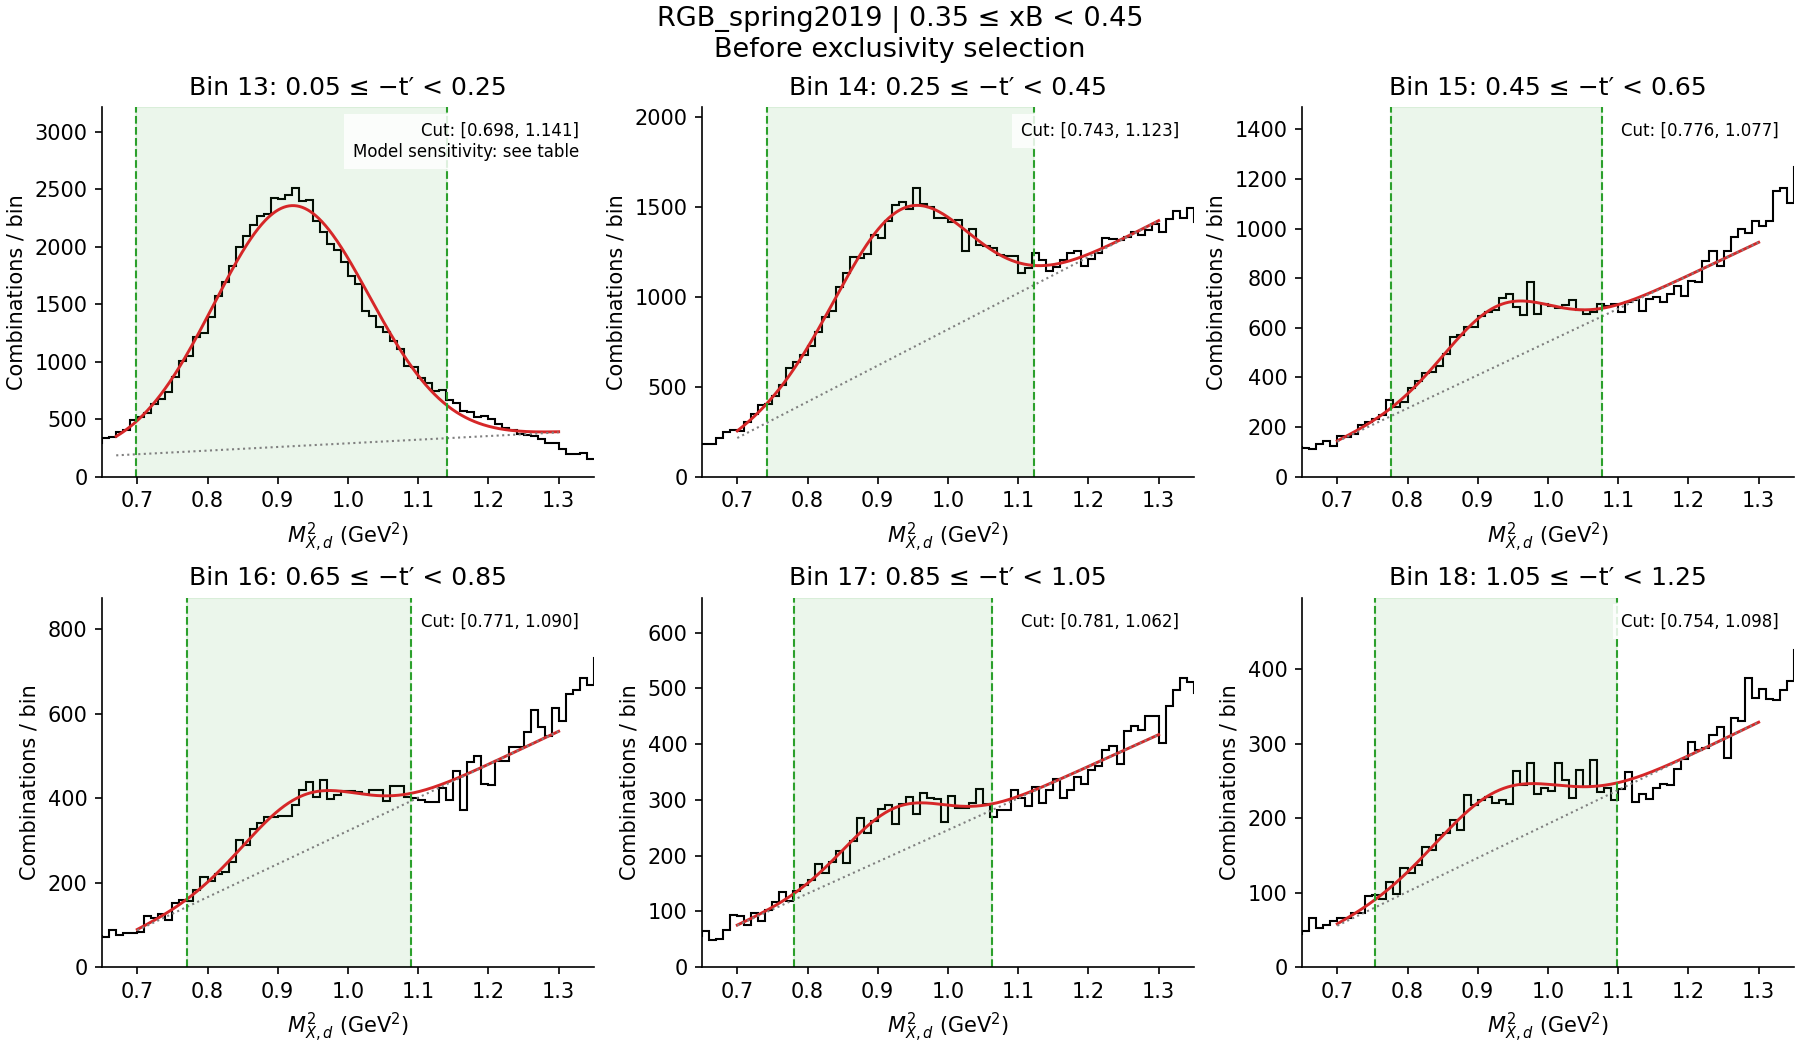 RGB_spring2019 | 0.35 ≤ xB < 0.45
Before exclusivity selection
Bin 13: 0.05 ≤ −t′ < 0.25
Cut: [0.698, 1.141]
Model sensitivity: see table
Combinations / bin
3000
2500
2000
1500
1000
500
0
0.7 0.8 0.9 1.0 1.1 1.2 1.3
M²X,d (GeV²)
Bin 14: 0.25 ≤ −t′ < 0.45
Cut: [0.743, 1.123]
Combinations / bin
2000
1500
1000
500
0
0.7 0.8 0.9 1.0 1.1 1.2 1.3
M²X,d (GeV²)
Bin 15: 0.45 ≤ −t′ < 0.65
Cut: [0.776, 1.077]
Combinations / bin
1400
1200
1000
800
600
400
200
0
0.7 0.8 0.9 1.0 1.1 1.2 1.3
M²X,d (GeV²)
Bin 16: 0.65 ≤ −t′ < 0.85
Cut: [0.771, 1.090]
Combinations / bin
800
600
400
200
0
0.7 0.8 0.9 1.0 1.1 1.2 1.3
M²X,d (GeV²)
Bin 17: 0.85 ≤ −t′ < 1.05
Cut: [0.781, 1.062]
Combinations / bin
600
500
400
300
200
100
0
0.7 0.8 0.9 1.0 1.1 1.2 1.3
M²X,d (GeV²)
Bin 18: 1.05 ≤ −t′ < 1.25
Cut: [0.754, 1.098]
Combinations / bin
400
300
200
100
0
0.7 0.8 0.9 1.0 1.1 1.2 1.3
M²X,d (GeV²)